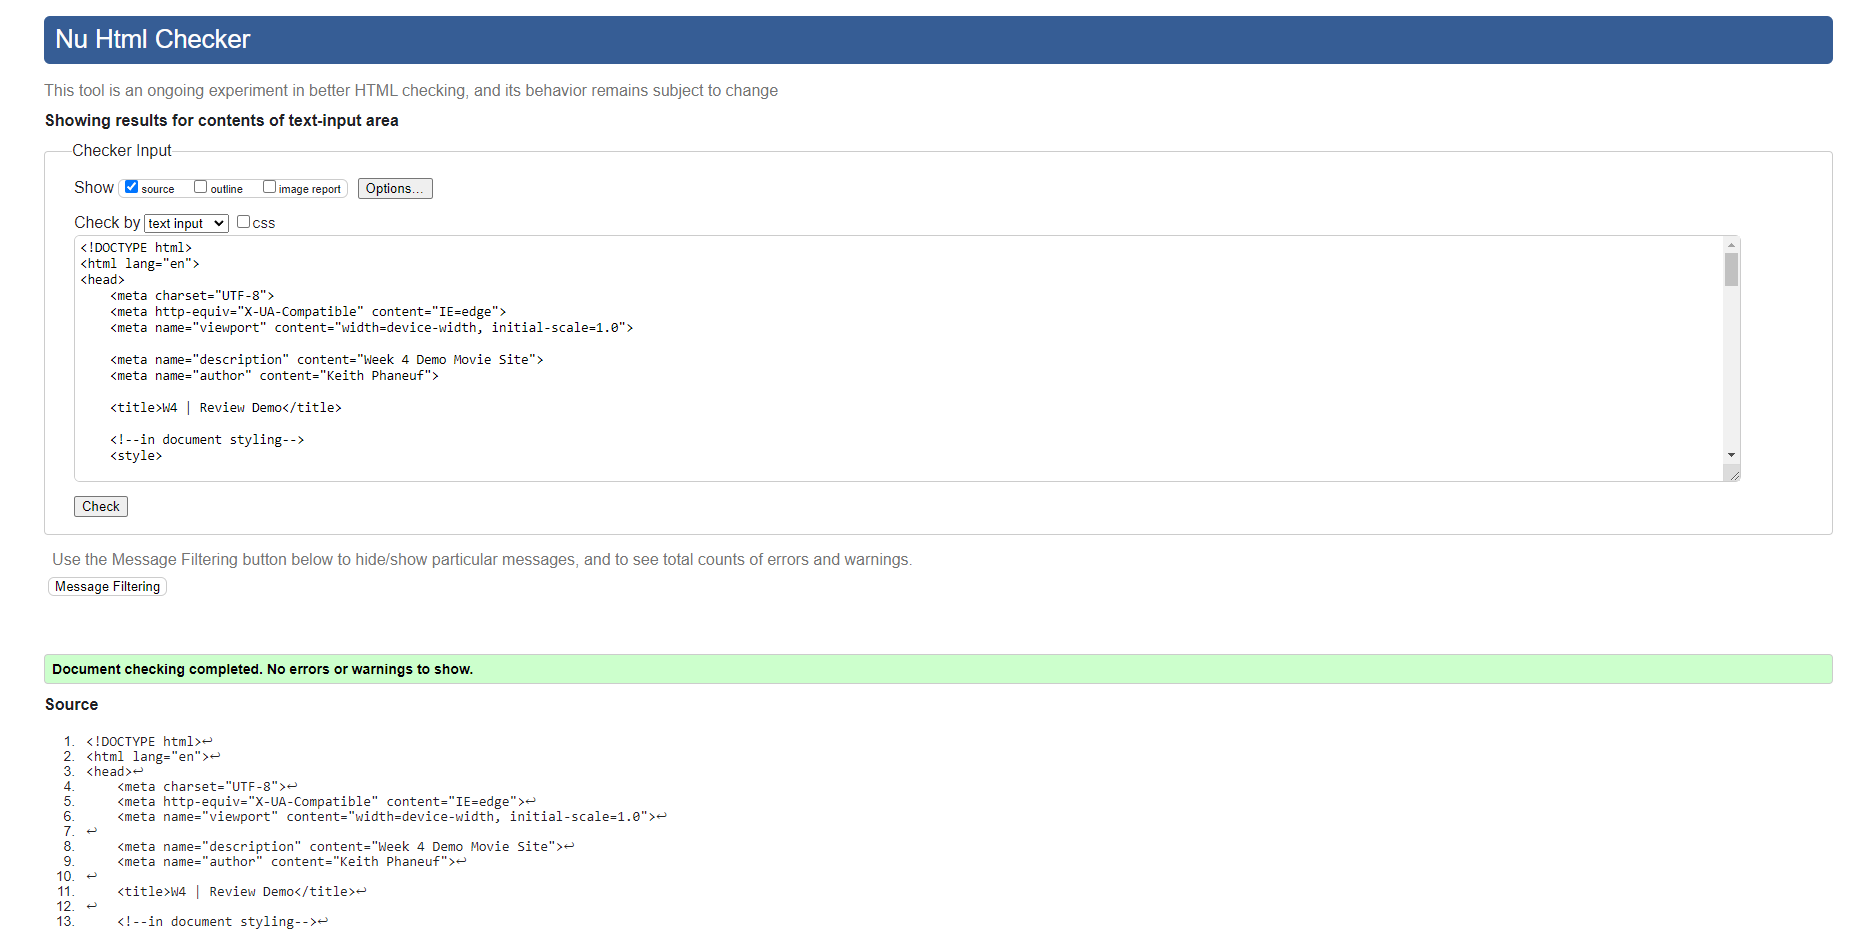 Nu Html Checker
This tool is an ongoing experiment in better HTML checking, and its behavior remains subject to change
Showing results for contents of text-input area
Checker Input
Show source outline image report Options...
Check by text input css
<!DOCTYPE html>
<html lang="en">
<head>
    <meta charset="UTF-8">
    <meta http-equiv="X-UA-Compatible" content="IE=edge">
    <meta name="viewport" content="width=device-width, initial-scale=1.0">
    <meta name="description" content="Week 4 Demo Movie Site">
    <meta name="author" content="Keith Phaneuf">
    <title>W4 | Review Demo</title>
    <!--in document styling-->
    <style>
Check
Use the Message Filtering button below to hide/show particular messages, and to see total counts of errors and warnings.
Message Filtering
Document checking completed. No errors or warnings to show.
Source
1. <!DOCTYPE html>↩
2. <html lang="en">↩
3. <head>↩
4.     <meta charset="UTF-8">↩
5.     <meta http-equiv="X-UA-Compatible" content="IE=edge">↩
6.     <meta name="viewport" content="width=device-width, initial-scale=1.0">↩
7. ↩
8.     <meta name="description" content="Week 4 Demo Movie Site">↩
9.     <meta name="author" content="Keith Phaneuf">↩
10. ↩
11.     <title>W4 | Review Demo</title>↩
12. ↩
13.     <!--in document styling-->↩